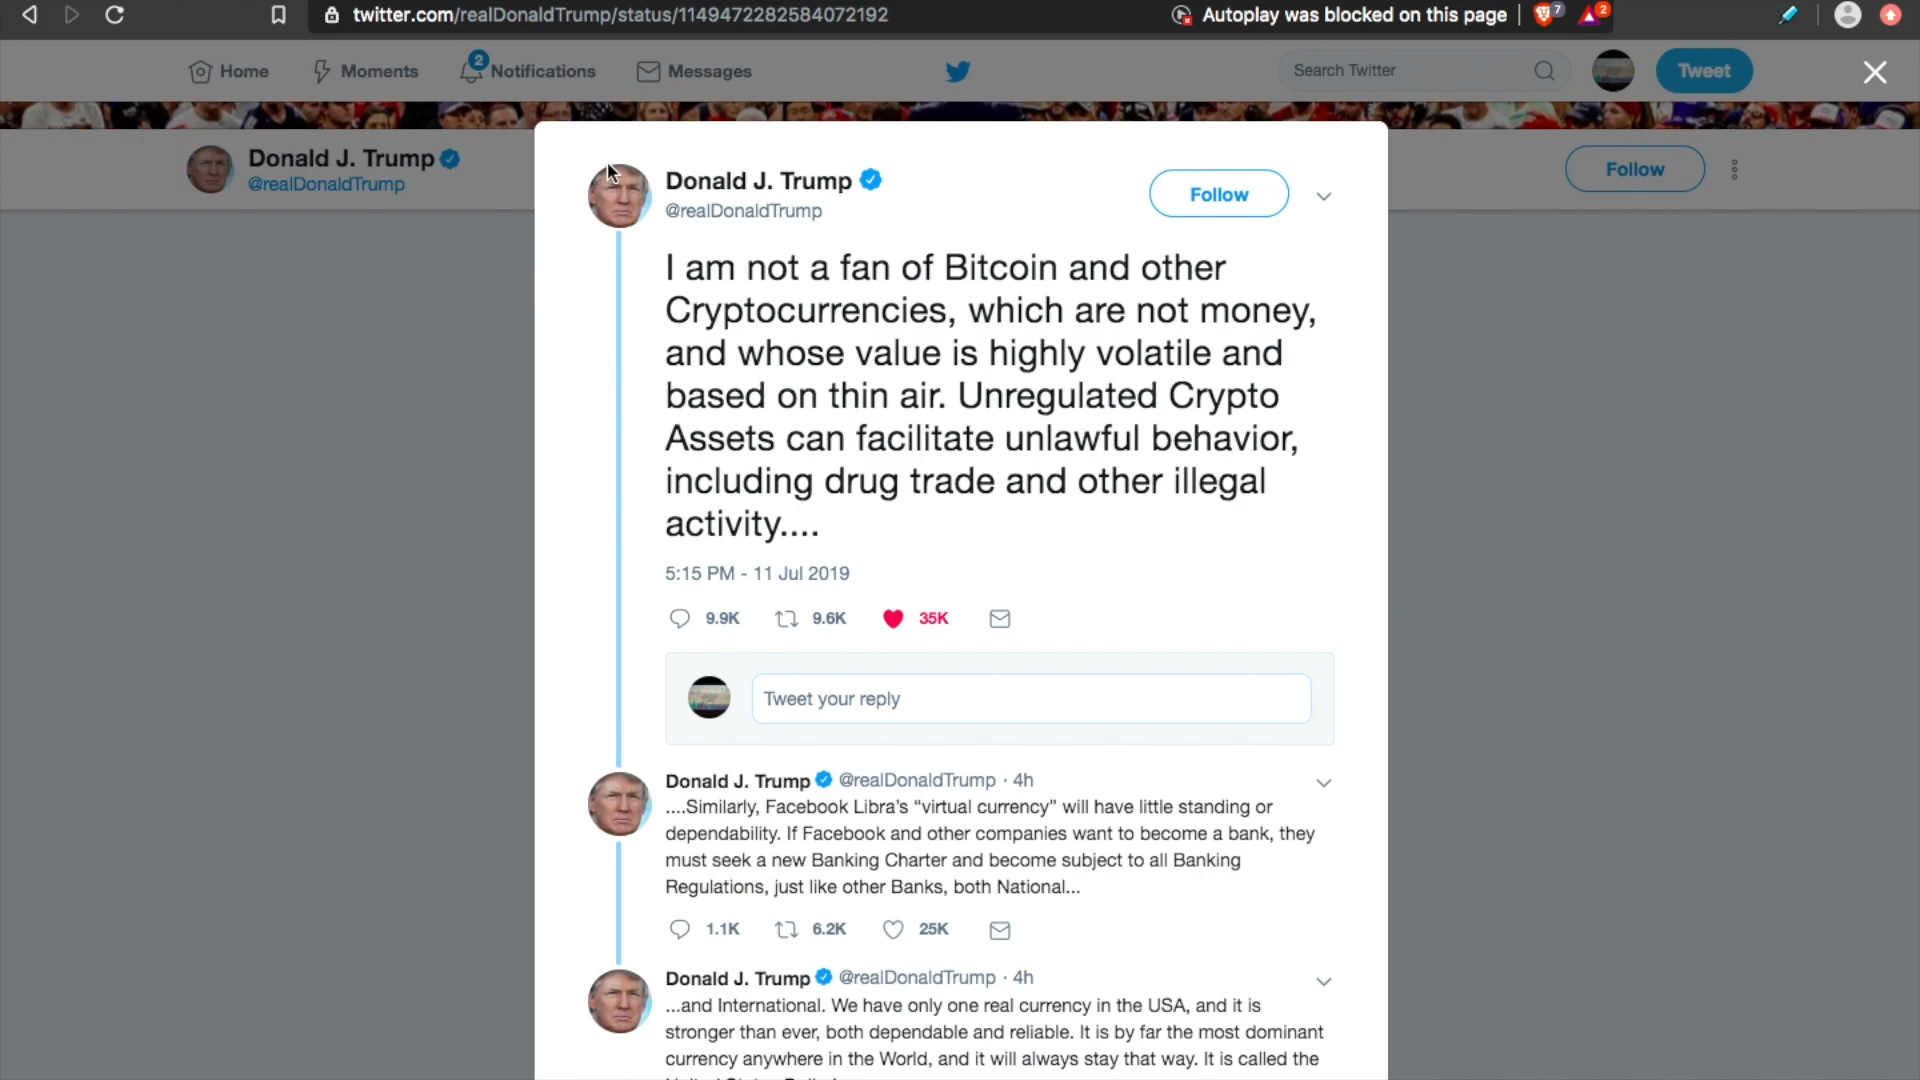 twitter.com/realDonaldTrump/status/1149472282584072192
Autoplay was blocked on this page
7
2
Home
Moments
2
Notifications
Messages
Search Twitter
Tweet
Donald J. Trump
@realDonaldTrump
Follow
Donald J. Trump
@realDonaldTrump
Follow
I am not a fan of Bitcoin and other
Cryptocurrencies, which are not money,
and whose value is highly volatile and
based on thin air. Unregulated Crypto
Assets can facilitate unlawful behavior,
including drug trade and other illegal
activity....
5:15 PM - 11 Jul 2019
9.9K 9.6K 35K
Tweet your reply
Donald J. Trump @realDonaldTrump · 4h
....Similarly, Facebook Libra’s “virtual currency” will have little standing or
dependability. If Facebook and other companies want to become a bank, they
must seek a new Banking Charter and become subject to all Banking
Regulations, just like other Banks, both National...
1.1K 6.2K 25K
Donald J. Trump @realDonaldTrump · 4h
...and International. We have only one real currency in the USA, and it is
stronger than ever, both dependable and reliable. It is by far the most dominant
currency anywhere in the World, and it will always stay that way. It is called the